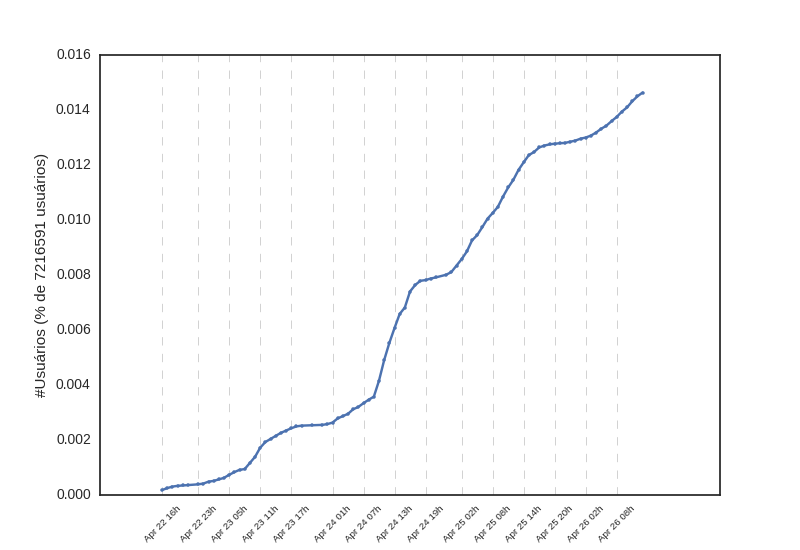 0.016
0.014
0.012
0.010
0.008
0.006
0.004
0.002
0.000
#Usuários (% de 7216591 usuários)
Apr 22 16h
Apr 22 23h
Apr 23 05h
Apr 23 11h
Apr 23 17h
Apr 24 01h
Apr 24 07h
Apr 24 13h
Apr 24 19h
Apr 25 02h
Apr 25 08h
Apr 25 14h
Apr 25 20h
Apr 26 02h
Apr 26 08h